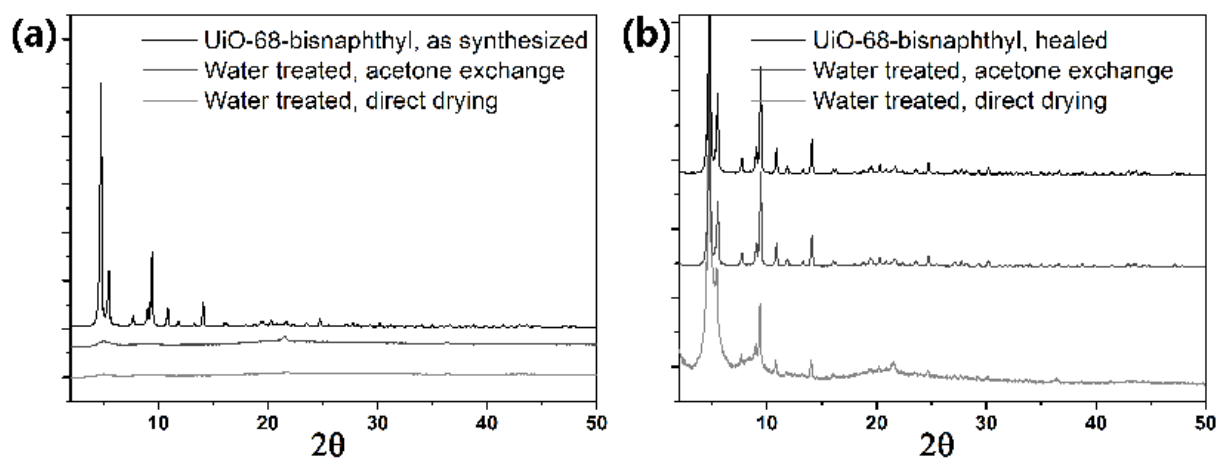 (a)
UiO-68-bisnaphthyl, as synthesized
Water treated, acetone exchange
Water treated, direct drying
10 20 30 40 50
2θ
(b)
UiO-68-bisnaphthyl, healed
Water treated, acetone exchange
Water treated, direct drying
10 20 30 40 50
2θ